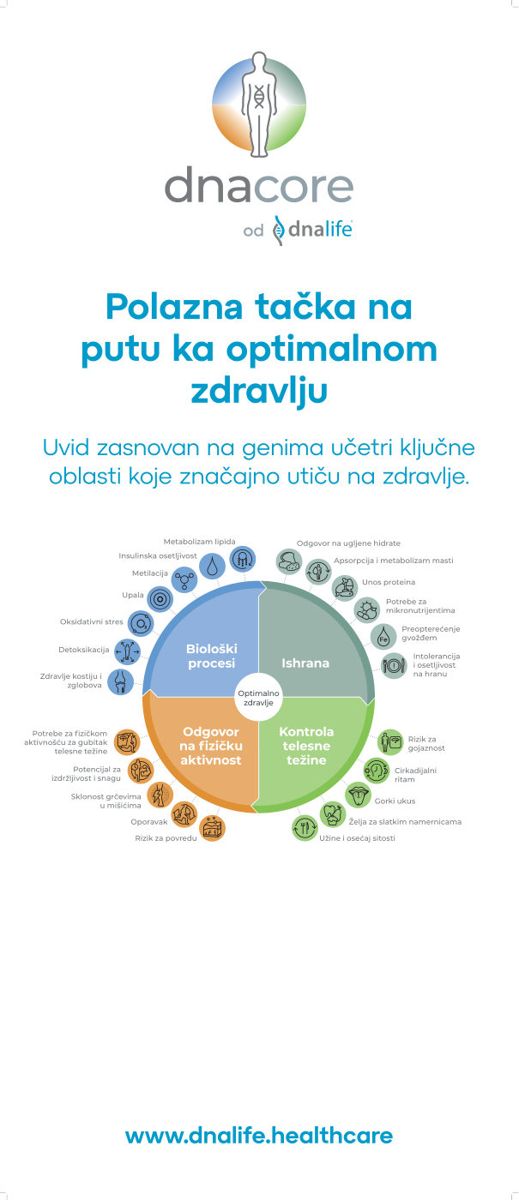 dnacore
od dnalife®
Polazna tačka na
putu ka optimalnom
zdravlju
Uvid zasnovan na genima učetri ključne
oblasti koje značajno utiču na zdravlje.
Metabolizam lipida
Insulinska osetljivost
Metilacija
Upala
Oksidativni stres
Detoksikacija
Zdravlje kostiju i
zglobova
Odgovor na ugljene hidrate
Apsorpcija i metabolizam masti
Unos proteina
Potrebe za
mikronutrijentima
Preopterećenje
gvožđem
Fe
Intolerancija
i osetljivost
na hranu
Biološki
procesi
Ishrana
Optimalno
zdravlje
Odgovor
na fizičku
aktivnost
Kontrola
telesne
težine
Potrebe za fizičkom
aktivnošću za gubitak
telesne težine
Potencijal za
izdržljivost i snagu
Sklonost grčevima
u mišićima
Oporavak
Rizik za povredu
Rizik za
gojaznost
Cirkadijalni
ritam
Gorki ukus
Želja za slatkim namernicama
Užine i osećaj sitosti
www.dnalife.healthcare